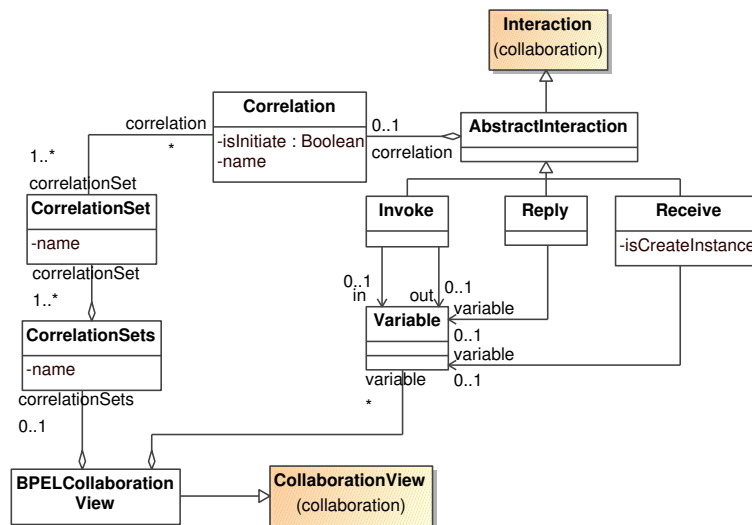 Interaction
(collaboration)
Correlation
-isInitiate : Boolean
-name
correlation
*
0..1
correlation
AbstractInteraction
1..*
correlationSet
CorrelationSet
-name
correlationSet
1..*
Invoke
Reply
Receive
-isCreateInstance
0..1
in
out
0..1
Variable
variable
0..1
variable
0..1
variable
*
CorrelationSets
-name
correlationSets
0..1
BPELCollaboration
View
CollaborationView
(collaboration)